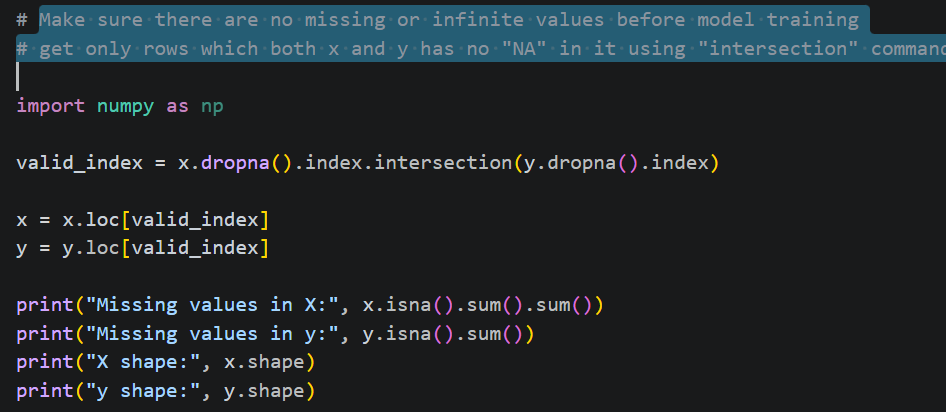 # Make sure there are no missing or infinite values before model training
# get only rows which both x and y has no "NA" in it using "intersection" command
import numpy as np
valid_index = x.dropna().index.intersection(y.dropna().index)
x = x.loc[valid_index]
y = y.loc[valid_index]
print("Missing values in X:", x.isna().sum().sum())
print("Missing values in y:", y.isna().sum())
print("X shape:", x.shape)
print("y shape:", y.shape)